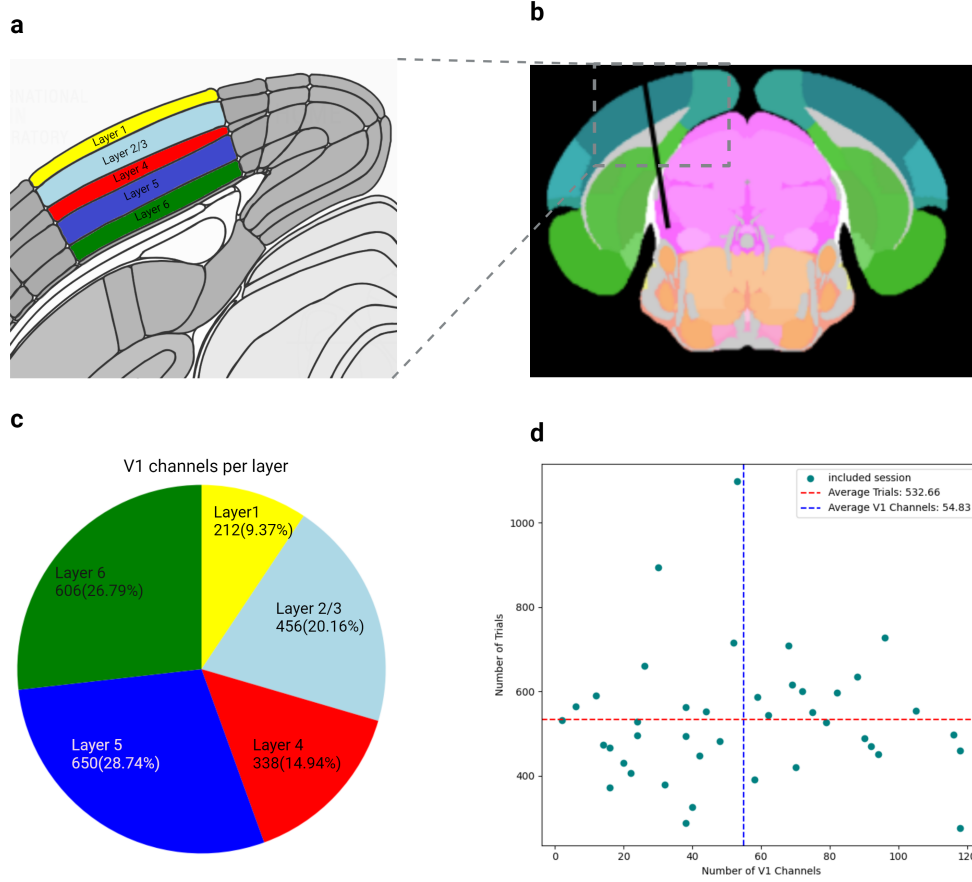 a
b
NATIONAL
RATORY
Layer 1
Layer 2/3
Layer 4
Layer 5
Layer 6
c
V1 channels per layer
Layer1
212(9.37%)
Layer 2/3
456(20.16%)
Layer 4
338(14.94%)
Layer 5
650(28.74%)
Layer 6
606(26.79%)
d
included session
Average Trials: 532.66
Average V1 Channels: 54.83
Number of Trials
1000
800
600
400
0
20
40
60
80
100
120
Number of V1 Channels